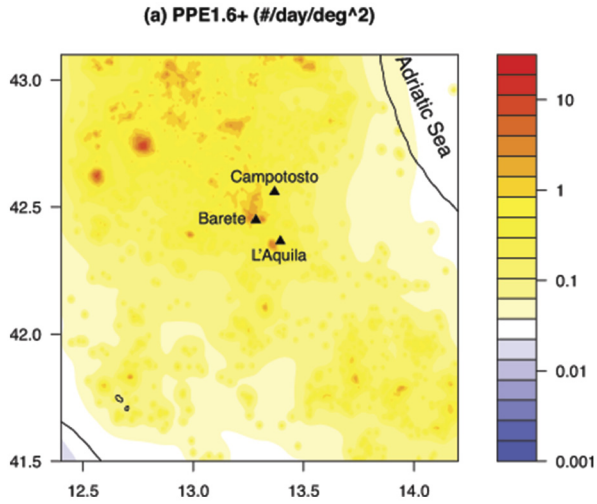 (a) PPE1.6+ (#/day/deg^2)
43.0
42.5
42.0
41.5
12.5
13.0
13.5
14.0
Adriatic Sea
Campotosto
Barete
L'Aquila
10
1
0.1
0.01
0.001